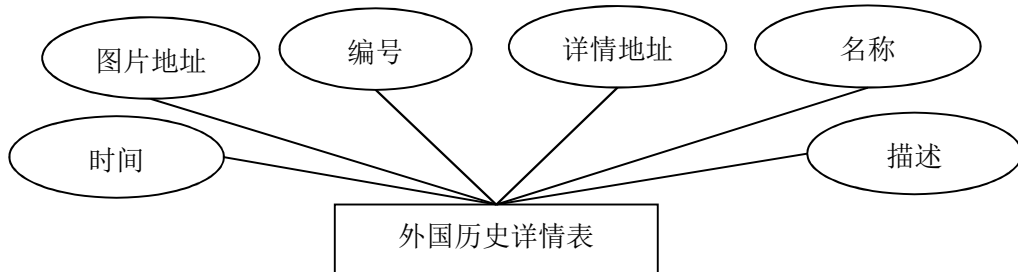 图片地址
编号
详情地址
名称
时间
描述
外国历史详情表